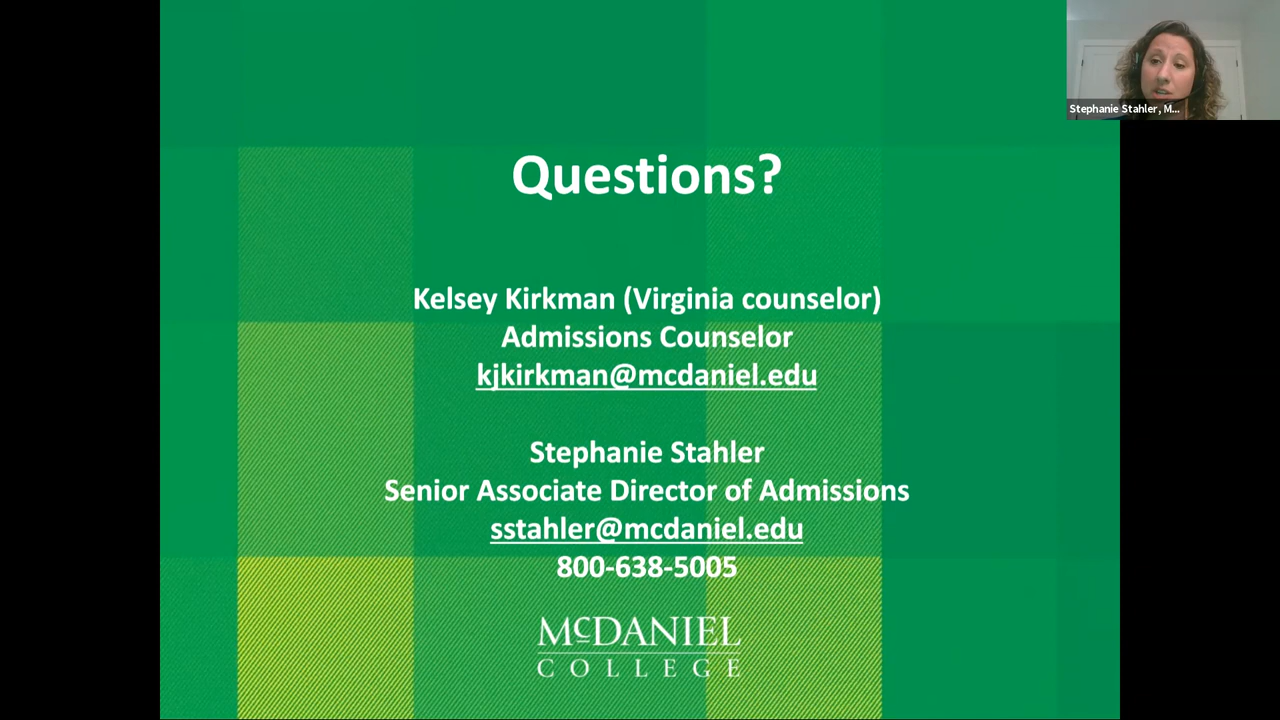 Stephanie Stahler, M...
Questions?
Kelsey Kirkman (Virginia counselor)
Admissions Counselor
kjkirkman@mcdaniel.edu
Stephanie Stahler
Senior Associate Director of Admissions
sstahler@mcdaniel.edu
800-638-5005
McDANIEL
COLLEGE